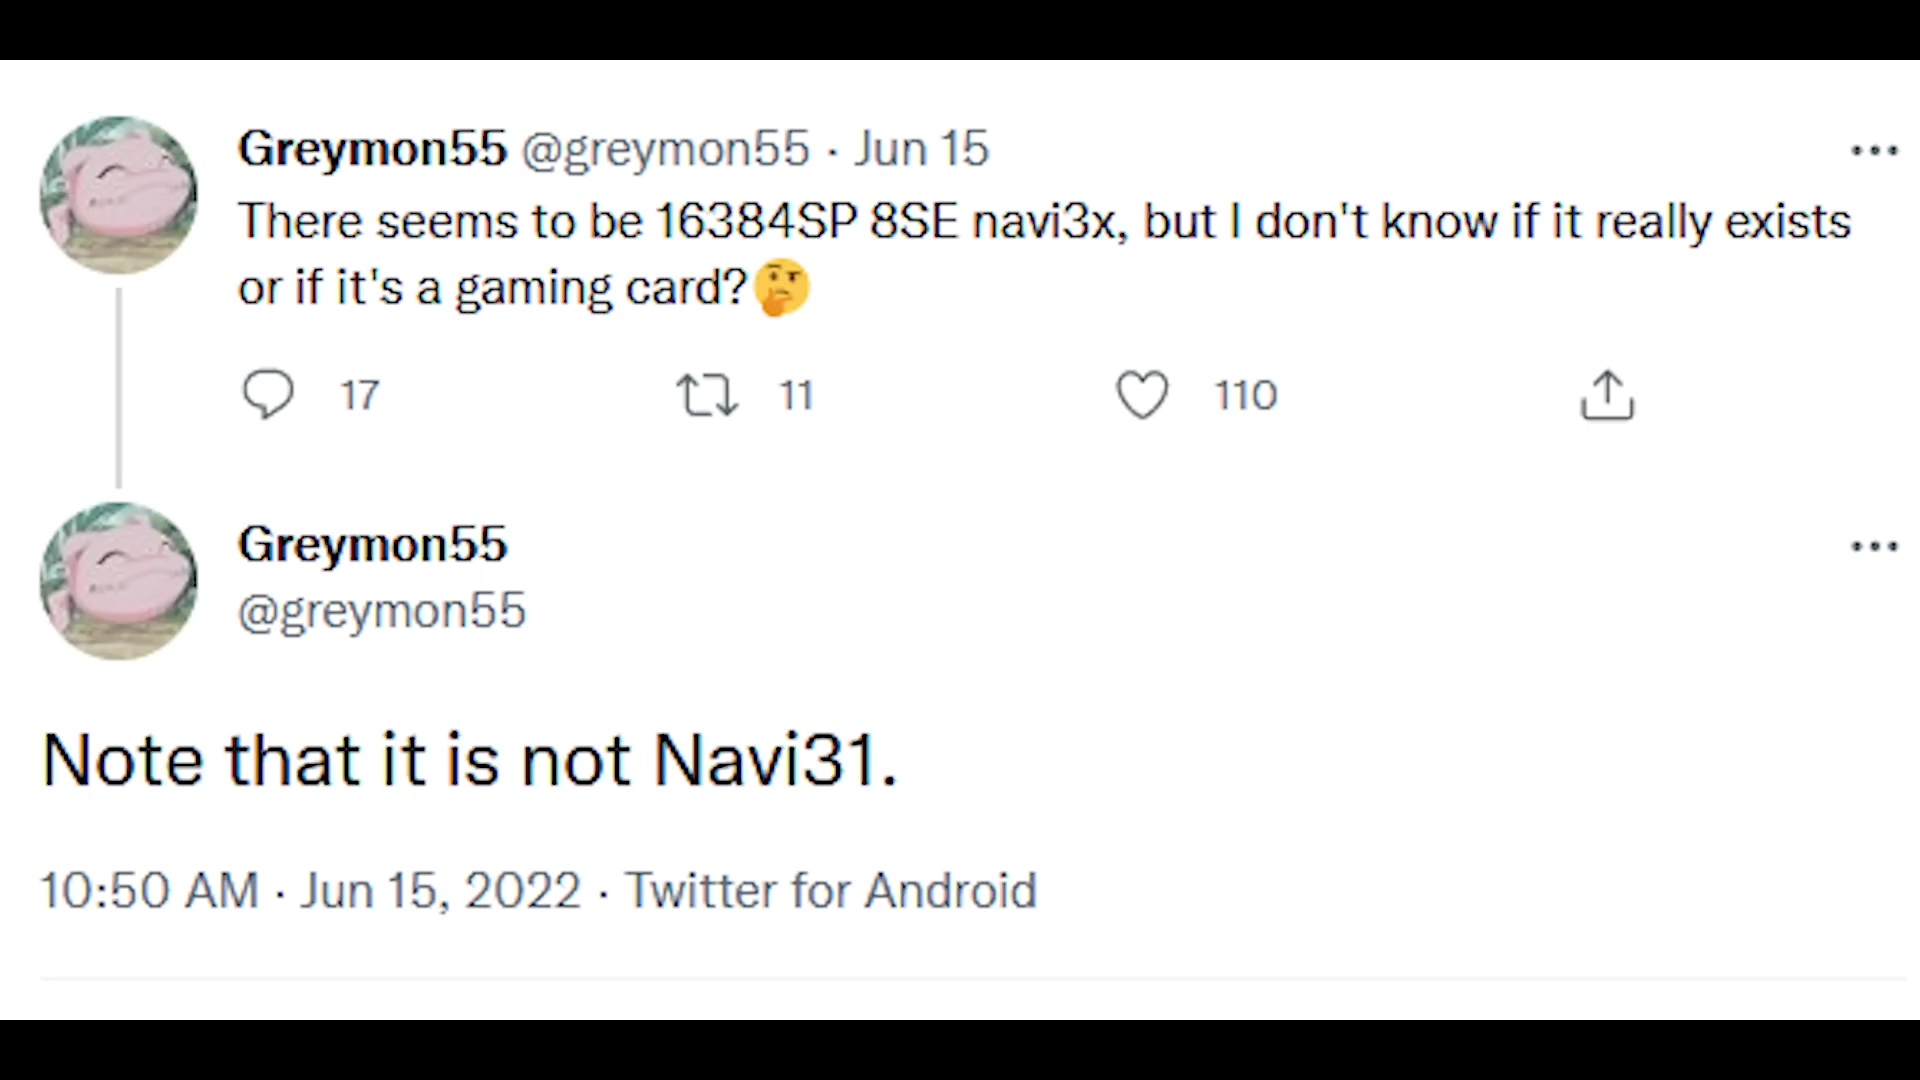 Greymon55 @greymon55 · Jun 15
There seems to be 16384SP 8SE navi3x, but I don't know if it really exists
or if it's a gaming card?🤔
17 11 110
Greymon55
@greymon55
Note that it is not Navi31.
10:50 AM · Jun 15, 2022 · Twitter for Android